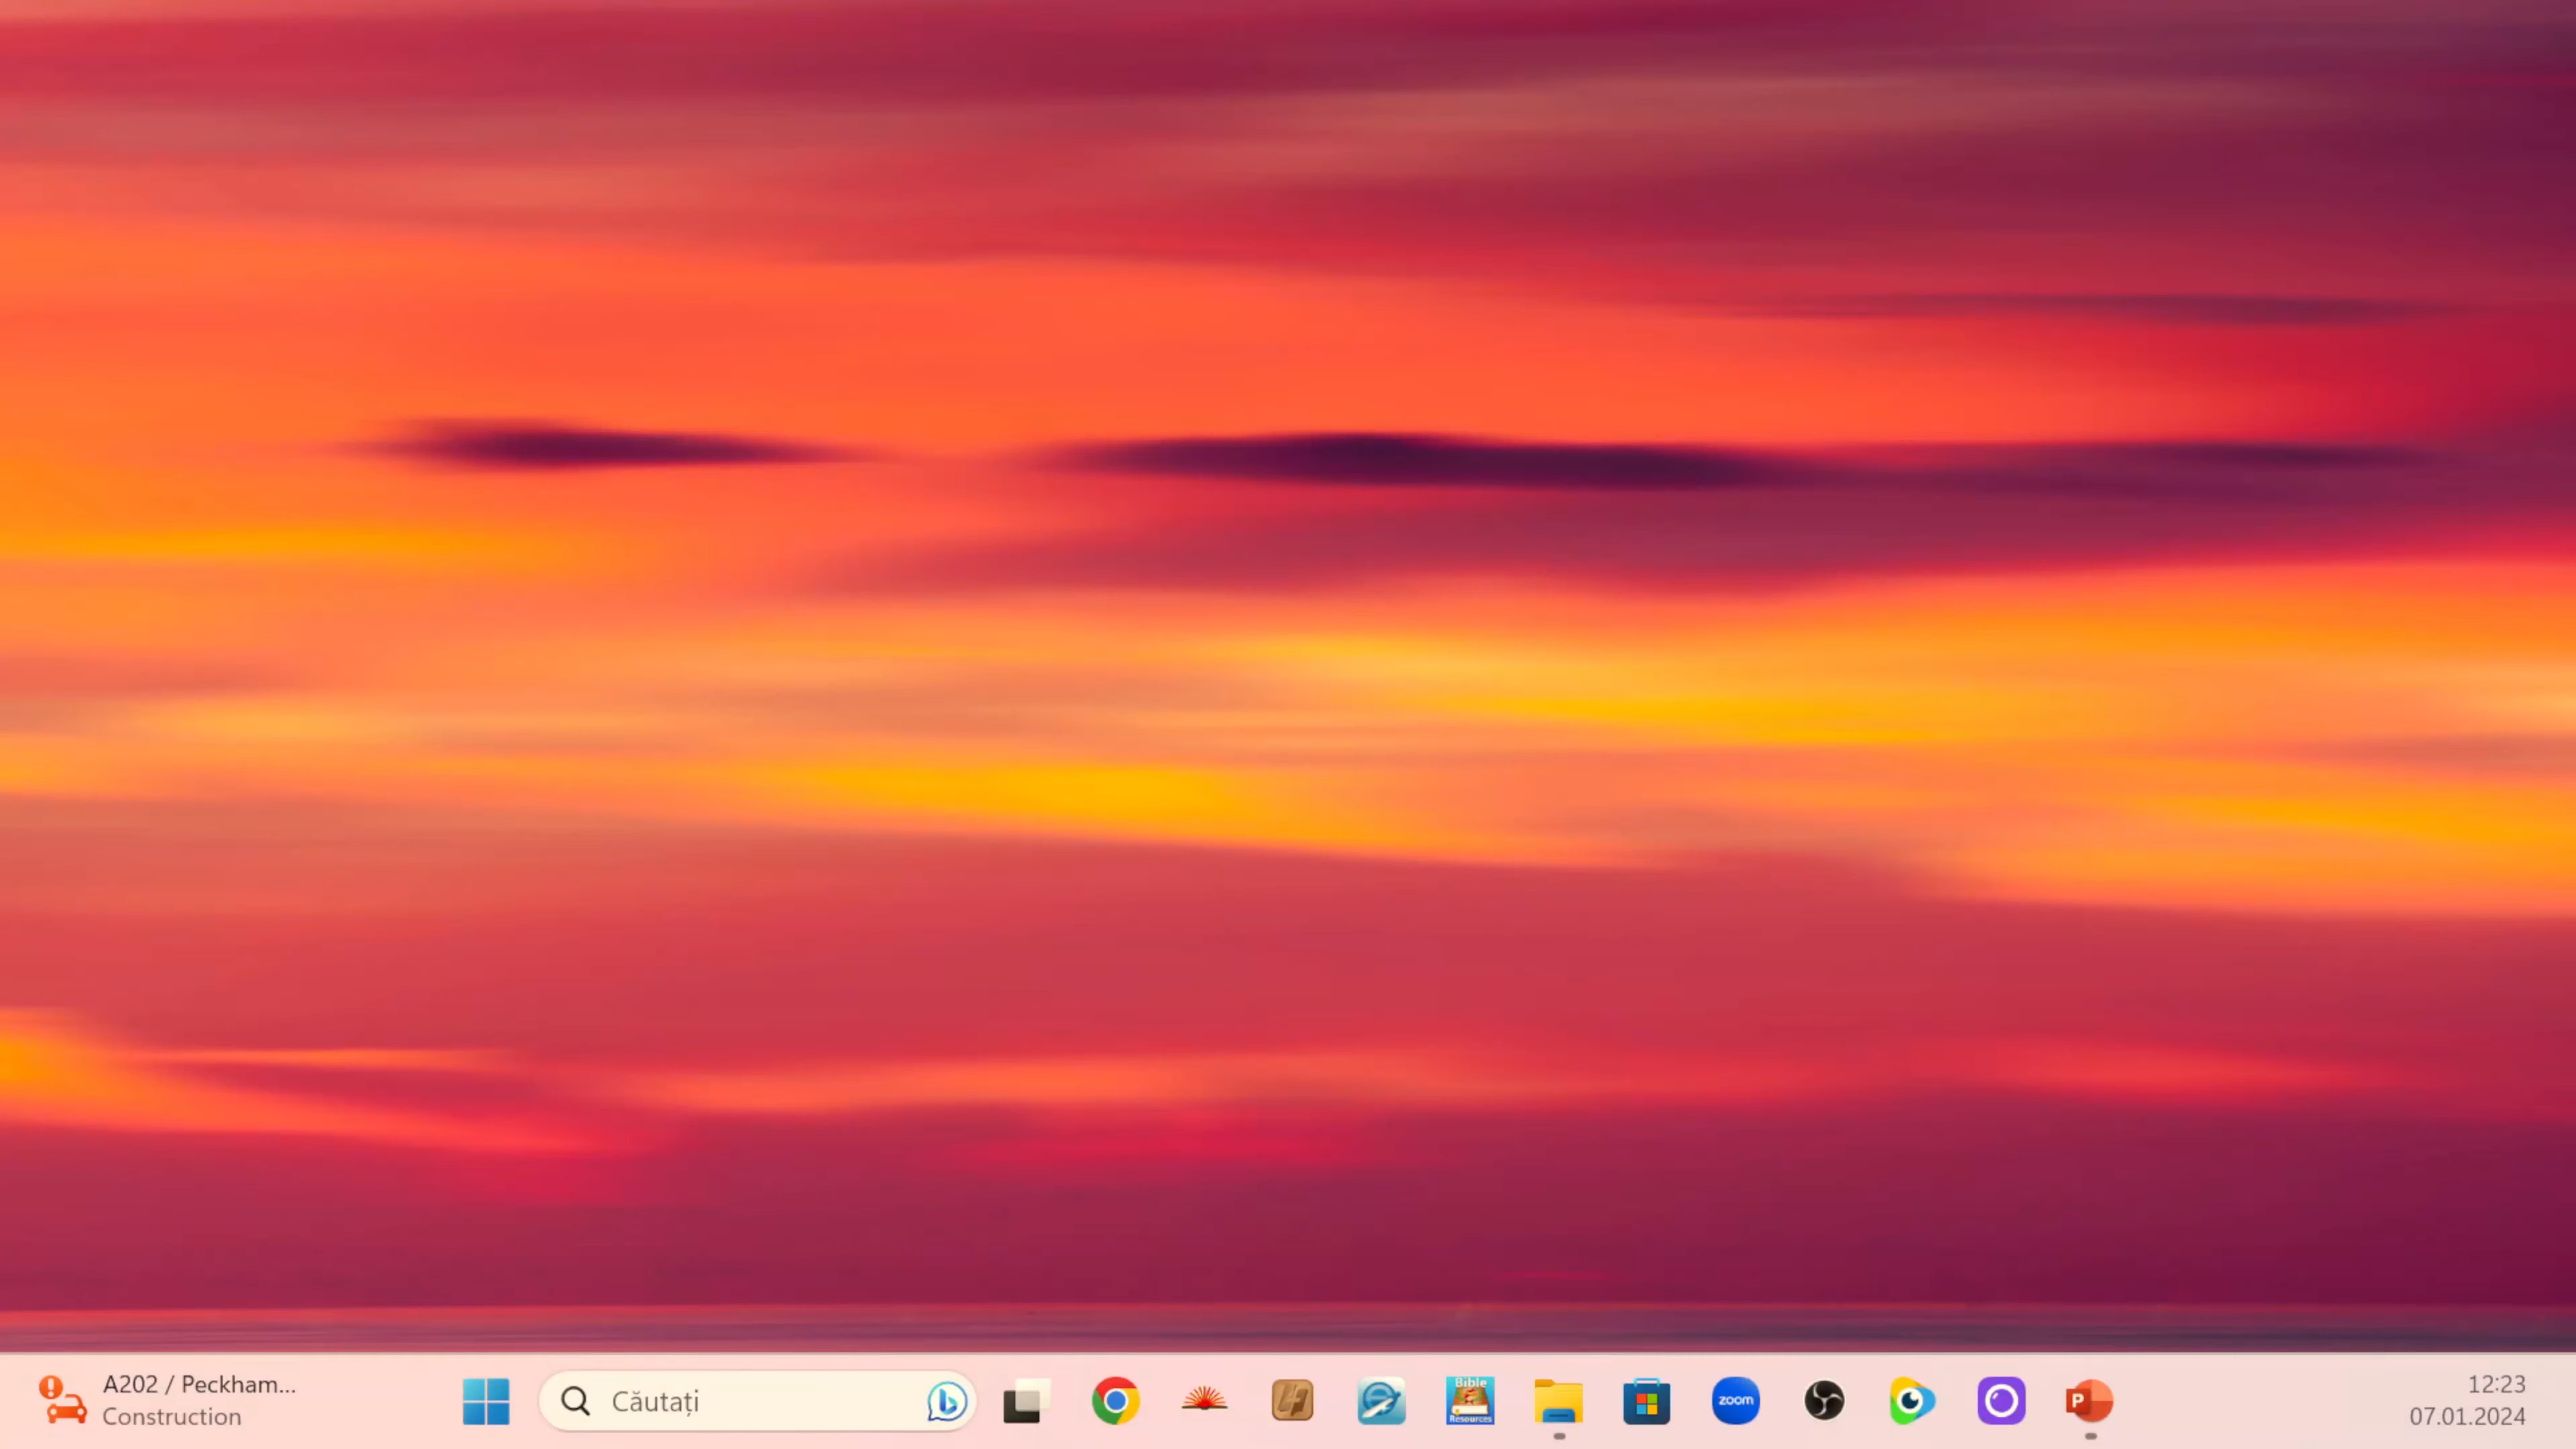 A202 / Peckham...
Construction
Căutați
Bible
Resources
zoom
P
12:23
07.01.2024